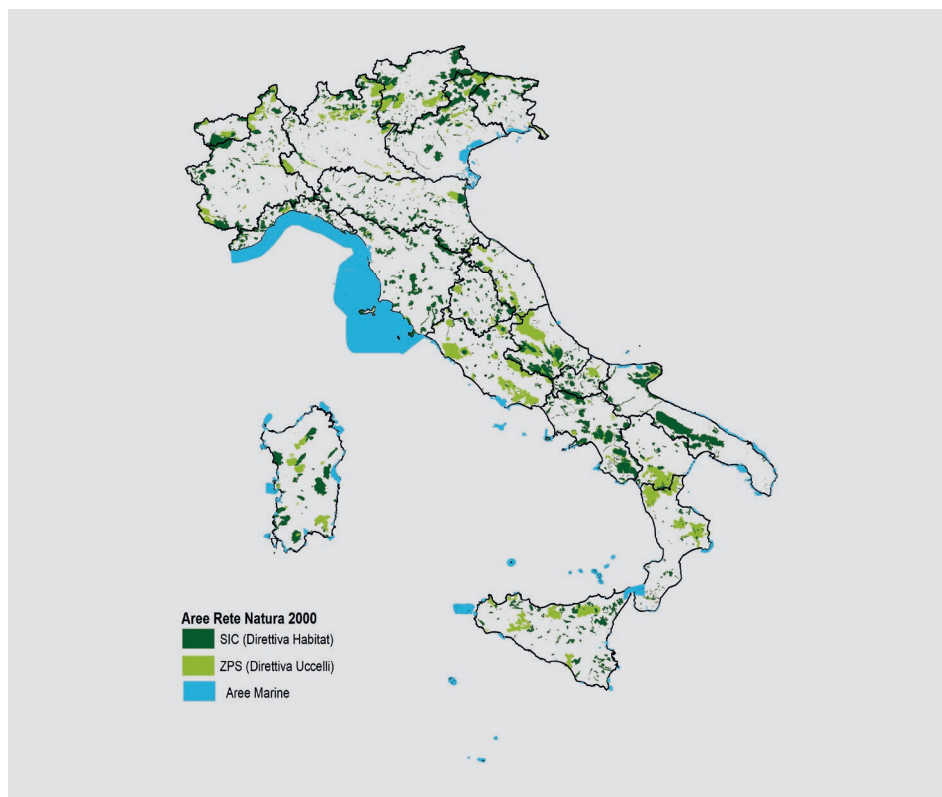 Aree Rete Natura 2000
SIC (Direttiva Habitat)
ZPS (Direttiva Uccelli)
Aree Marine